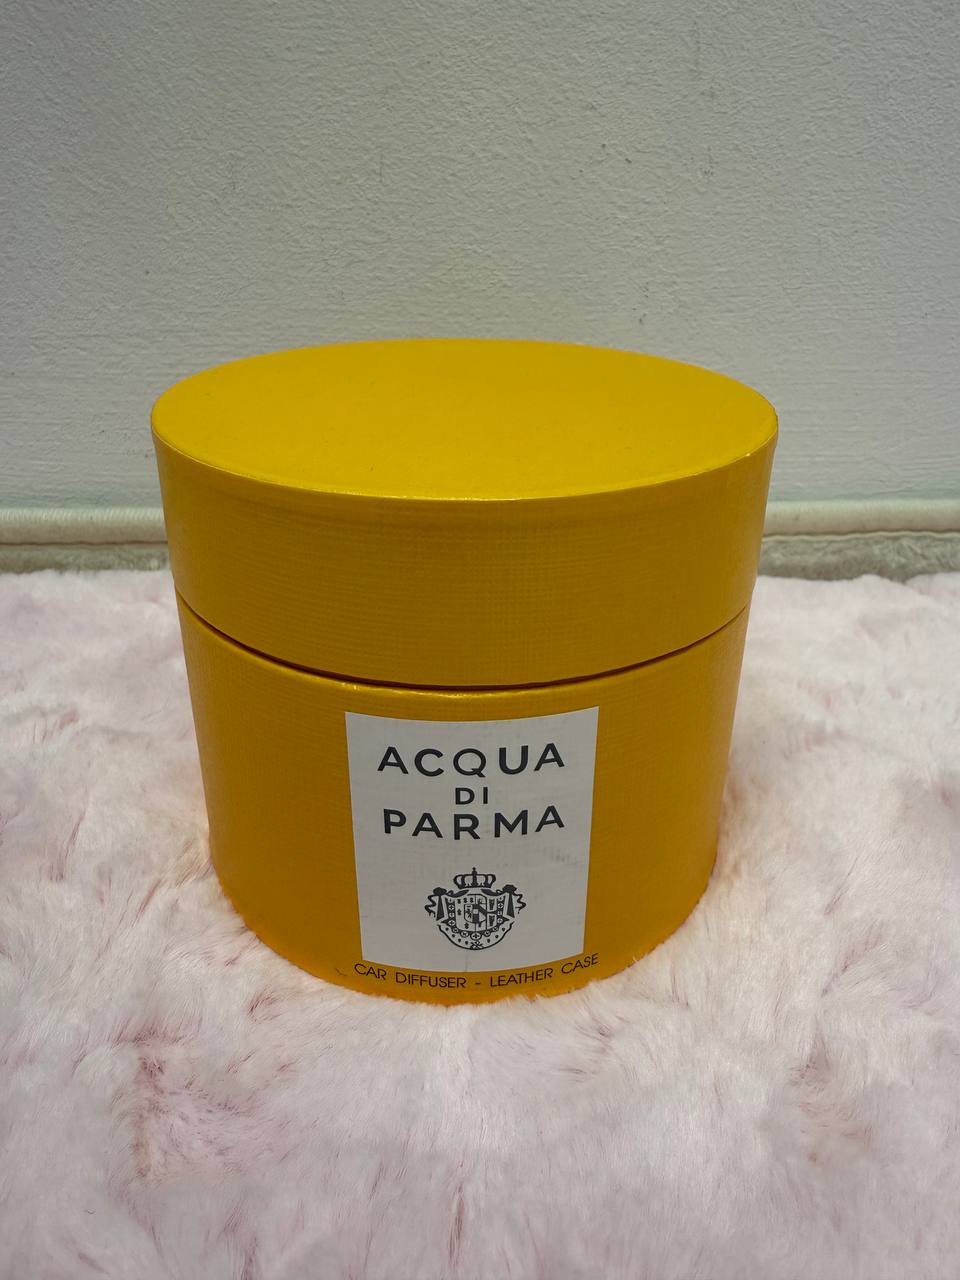 ACQUA
DI
PARMA
CAR DIFFUSER - LEATHER CASE